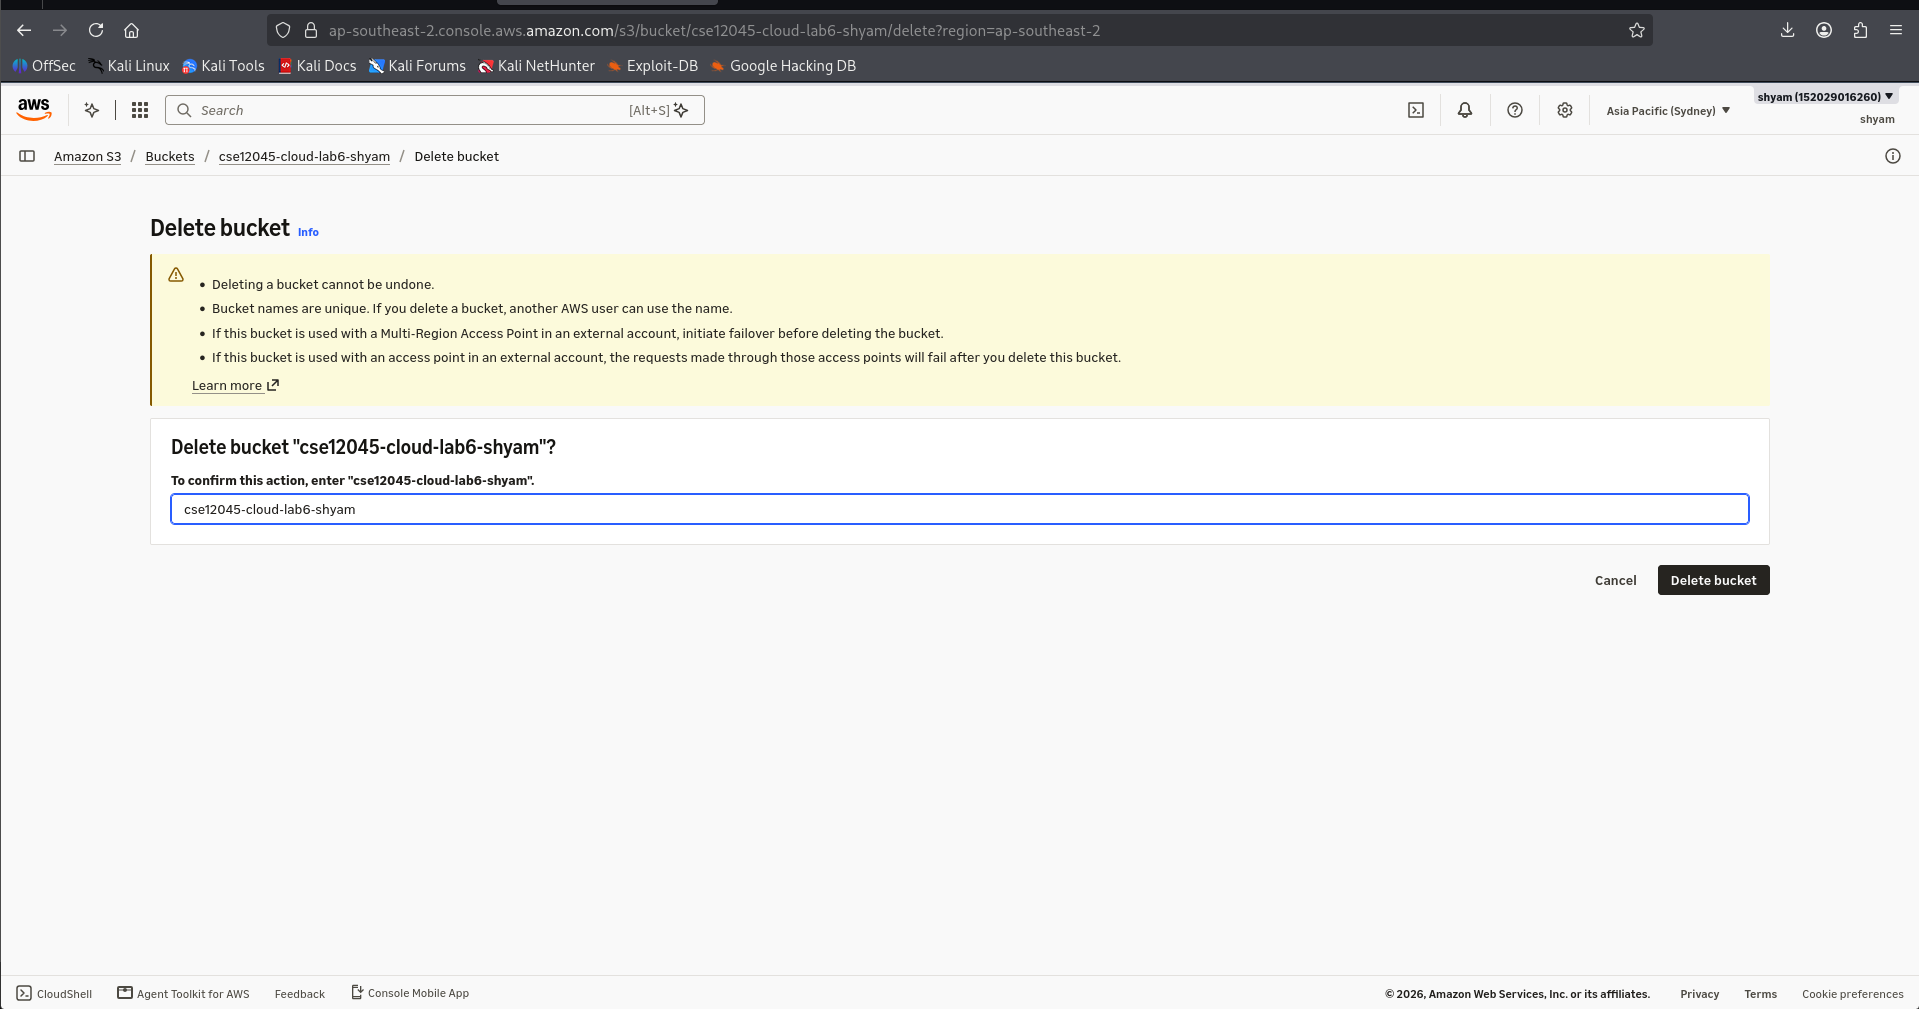 ap-southeast-2.console.aws.amazon.com/s3/bucket/cse12045-cloud-lab6-shyam/delete?region=ap-southeast-2
OffSec Kali Linux Kali Tools Kali Docs Kali Forums Kali NetHunter Exploit-DB Google Hacking DB
aws Search [Alt+S] Asia Pacific (Sydney) shyam (152029016260)
shyam
Amazon S3 / Buckets / cse12045-cloud-lab6-shyam / Delete bucket
Delete bucket Info
• Deleting a bucket cannot be undone.
• Bucket names are unique. If you delete a bucket, another AWS user can use the name.
• If this bucket is used with a Multi-Region Access Point in an external account, initiate failover before deleting the bucket.
• If this bucket is used with an access point in an external account, the requests made through those access points will fail after you delete this bucket.
Learn more
Delete bucket "cse12045-cloud-lab6-shyam"?
To confirm this action, enter "cse12045-cloud-lab6-shyam".
cse12045-cloud-lab6-shyam
Cancel Delete bucket
CloudShell Agent Toolkit for AWS Feedback Console Mobile App © 2026, Amazon Web Services, Inc. or its affiliates. Privacy Terms Cookie preferences